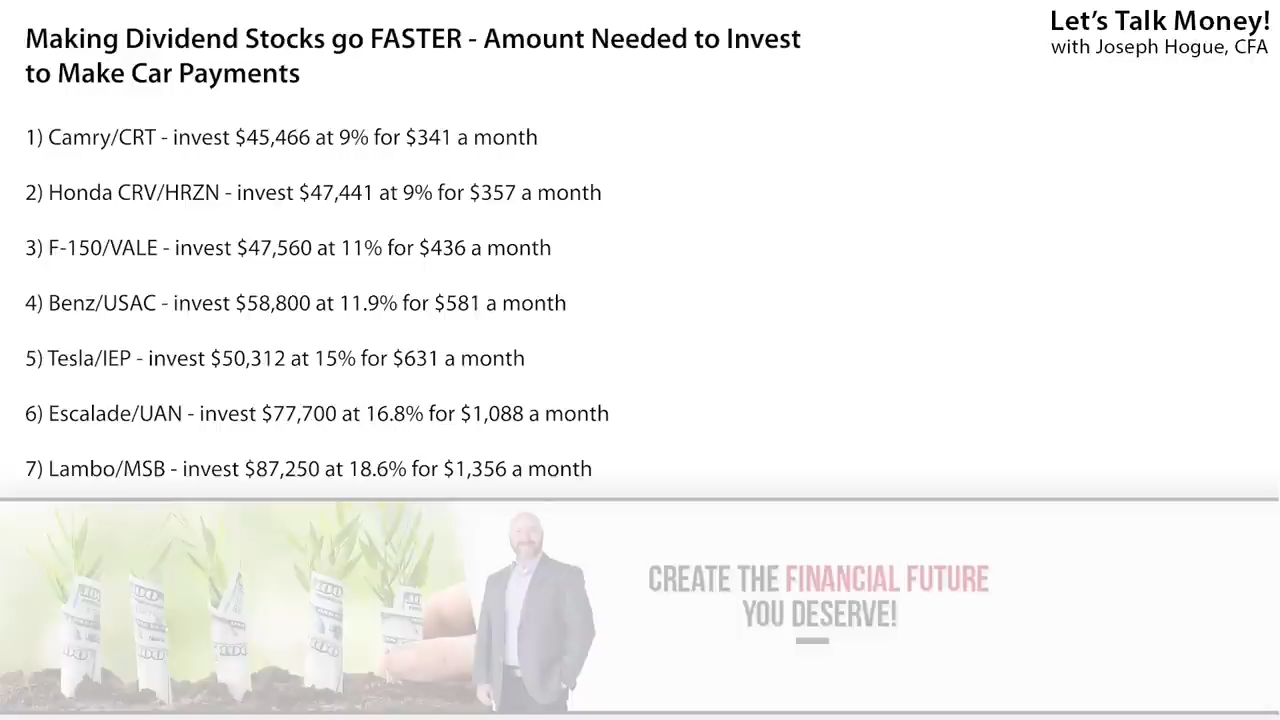 Making Dividend Stocks go FASTER - Amount Needed to Invest
to Make Car Payments
Let's Talk Money!
with Joseph Hogue, CFA
1) Camry/CRT - invest $45,466 at 9% for $341 a month
2) Honda CRV/HRZN - invest $47,441 at 9% for $357 a month
3) F-150/VALE - invest $47,560 at 11% for $436 a month
4) Benz/USAC - invest $58,800 at 11.9% for $581 a month
5) Tesla/IEP - invest $50,312 at 15% for $631 a month
6) Escalade/UAN - invest $77,700 at 16.8% for $1,088 a month
7) Lambo/MSB - invest $87,250 at 18.6% for $1,356 a month
CREATE THE FINANCIAL FUTURE
YOU DESERVE!